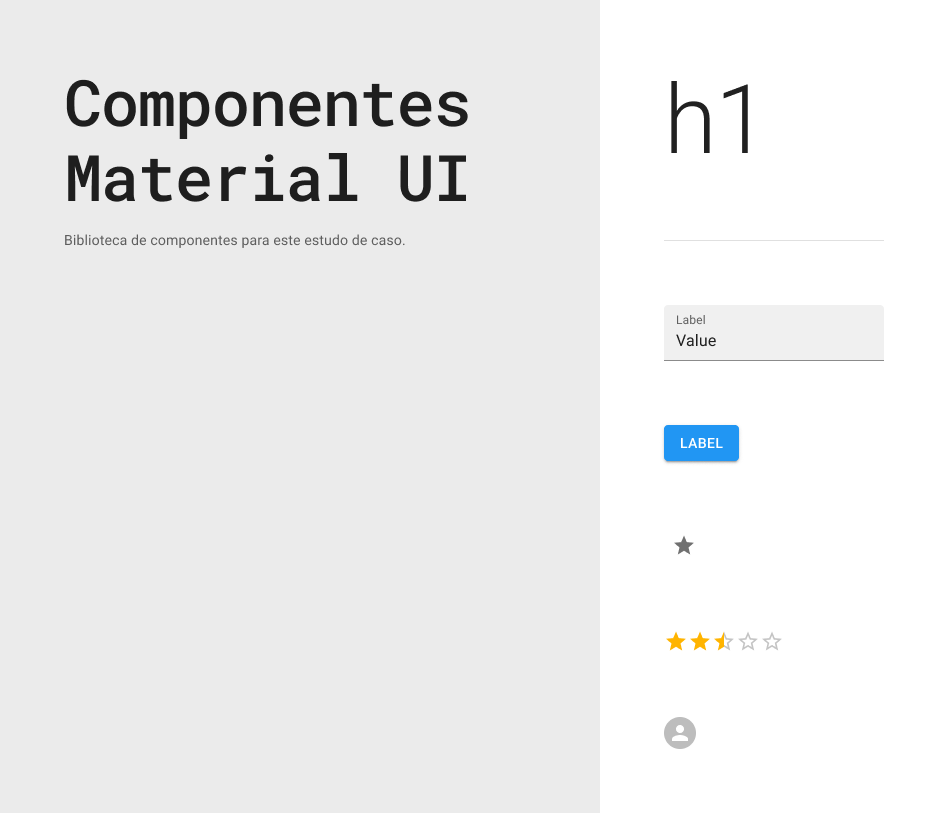 Componentes
Material UI
Biblioteca de componentes para este estudo de caso.
h1
Label
Value
LABEL